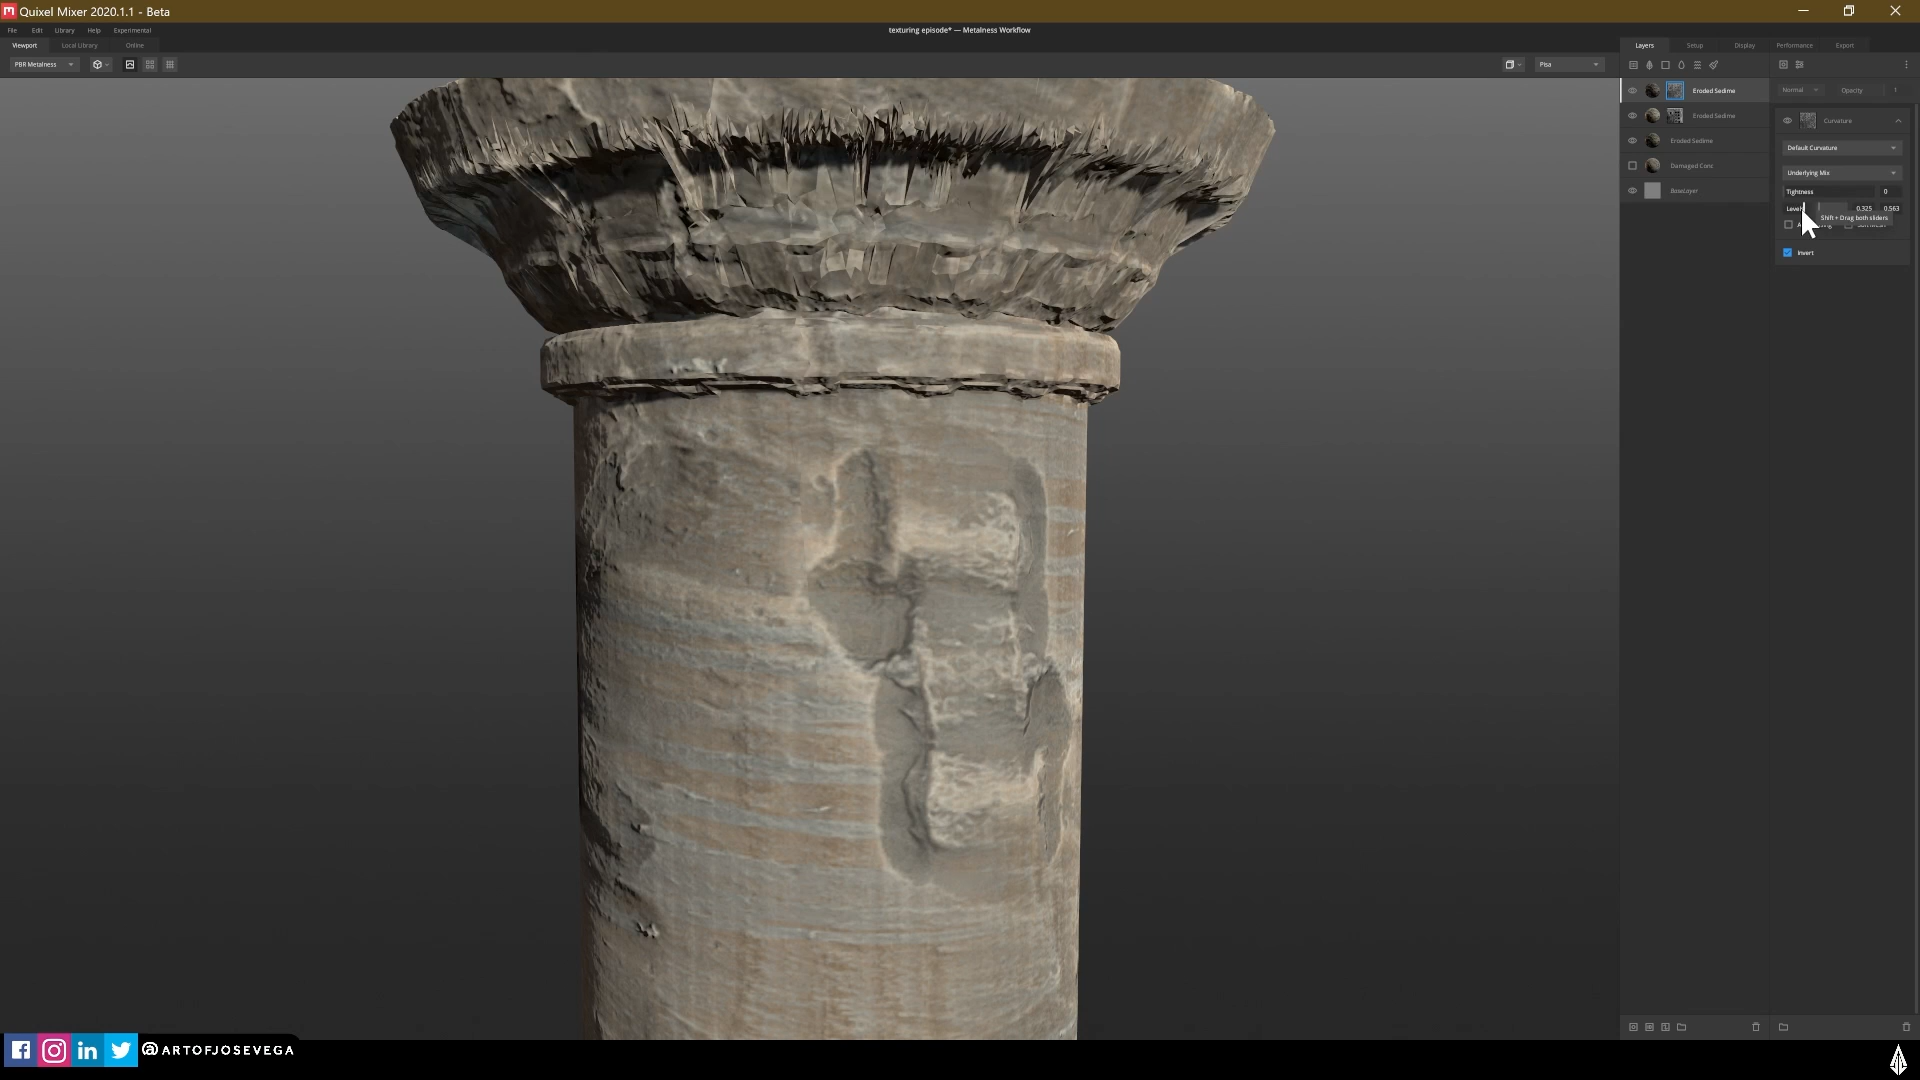 Quixel Mixer 2020.1.1 - Beta
File Edit Library Help Experimental
texturing episode* — Metalness Workflow
Viewport Local Library Online
Layers Setup Display Performance Export
PBR Metalness
Pisa
Eroded Sedime
Eroded Sedime
Eroded Sedime
Damaged Conc
BaseLayer
Normal Opacity 1
Curvature
Default Curvature
Underlying Mix
Tightness 0
Levels 0.325 0.563
Shift + Drag both sliders
Invert
@ARTOFJOSEVEGA